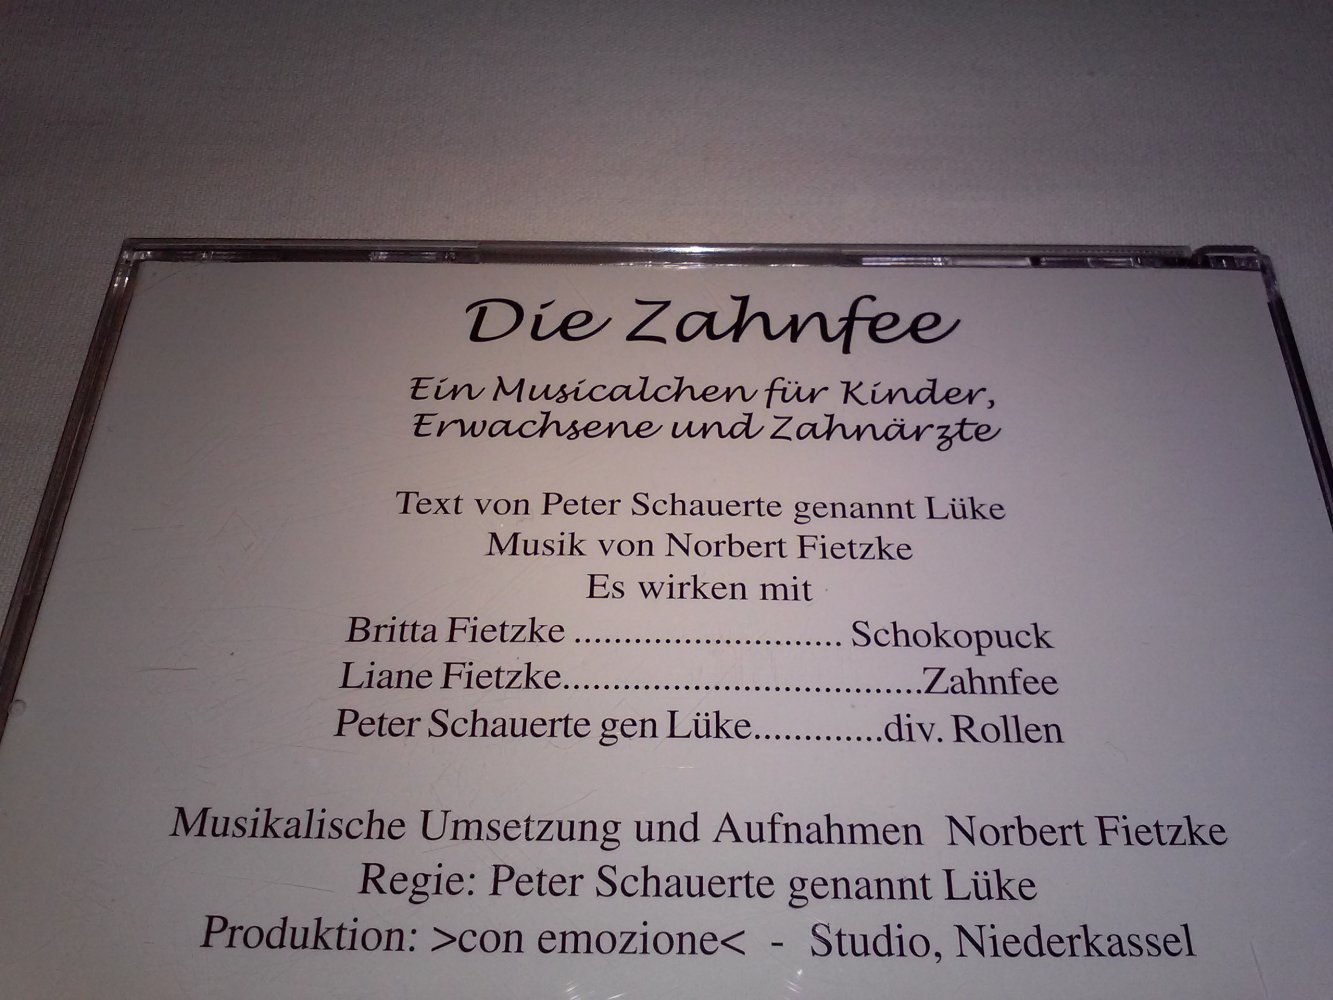 Die Zahnfee
Ein Musicalchen für Kinder,
Erwachsene und Zahnärzte
Text von Peter Schauerte genannt Lüke
Musik von Norbert Fietzke
Es wirken mit
Britta Fietzke ........................... Schokopuck
Liane Fietzke....................................Zahnfee
Peter Schauerte gen Lüke.............div. Rollen
Musikalische Umsetzung und Aufnahmen Norbert Fietzke
Regie: Peter Schauerte genannt Lüke
Produktion: >con emozione< - Studio, Niederkassel